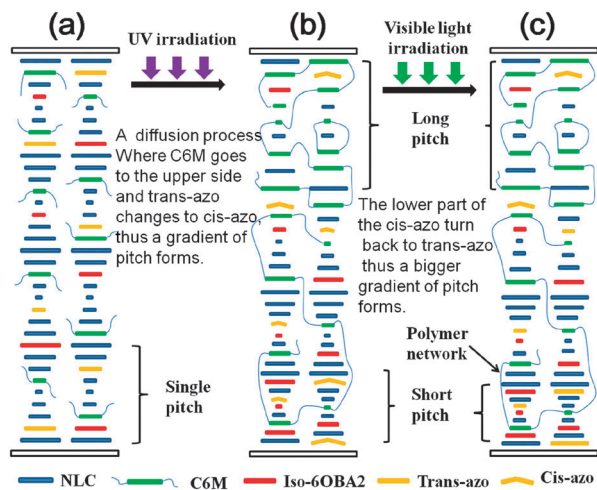 (a)
UV irradiation
(b)
Visible light
irradiation
(c)
A diffusion process
Where C6M goes
to the upper side
and trans-azo
changes to cis-azo,
thus a gradient of
pitch forms.
Long
pitch
The lower part of
the cis-azo turn
back to trans-azo
thus a bigger
gradient of pitch
forms.
Single
pitch
Polymer
network
Short
pitch
NLC
C6M
Iso-6OBA2
Trans-azo
Cis-azo